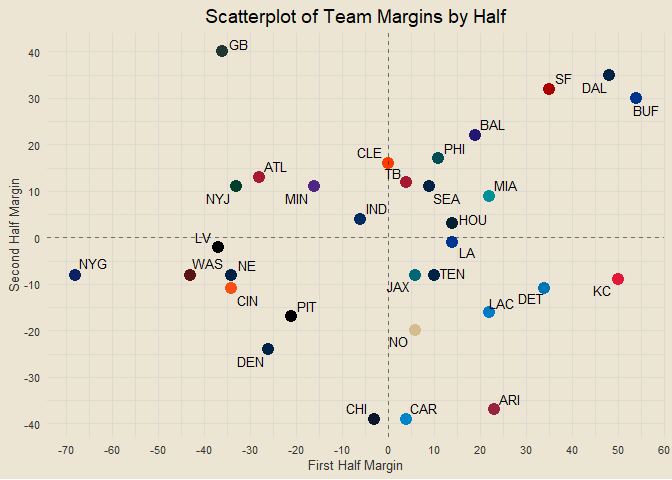 Scatterplot of Team Margins by Half
40
GB
SF
DAL
30
BUF
20
BAL
CLE
PHI
ATL
TB
10
NYJ
MIN
SEA
MIA
IND
HOU
0
LV
LA
NYG
WAS
NE
TEN
-10
CIN
JAX
LAC
DET
KC
PIT
-20
NO
DEN
-30
CHI
CAR
ARI
-40
Second Half Margin
-70 -60 -50 -40 -30 -20 -10 0 10 20 30 40 50 60
First Half Margin